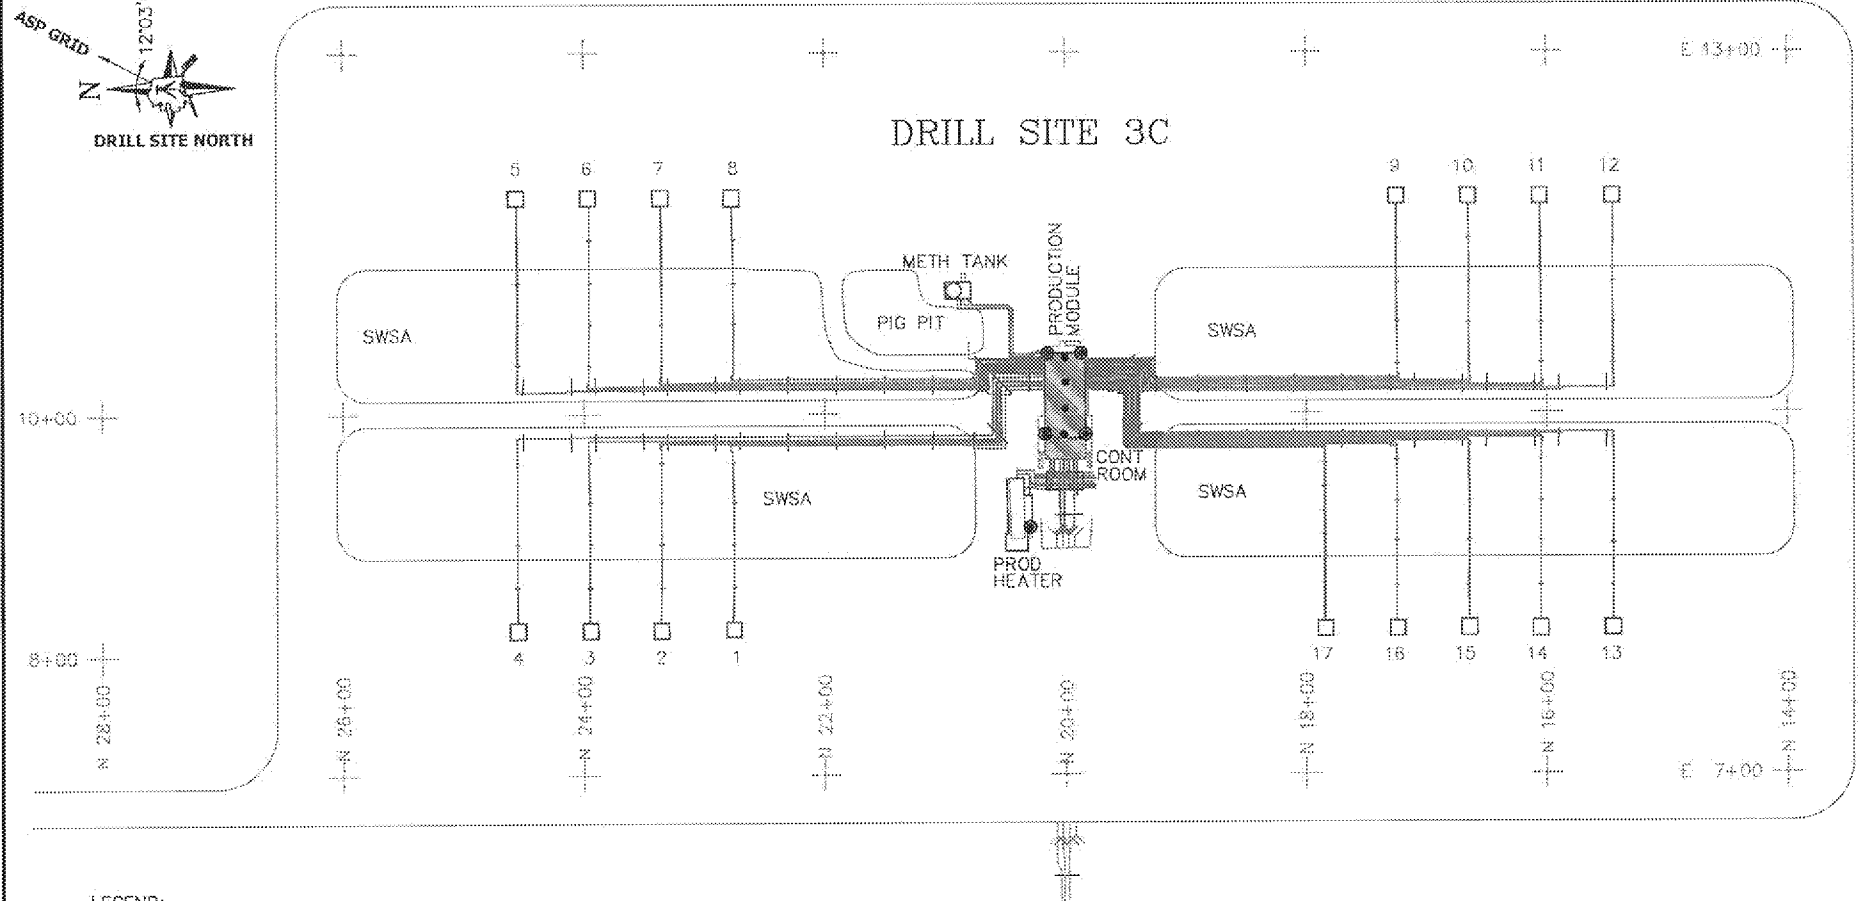 ASP GRID
12°03'
N
DRILL SITE NORTH
E 13+00
DRILL SITE 3C
5 6 7 8
9 10 11 12
METH TANK
PRODUCTION
MODULE
PIG PIT
SWSA
SWSA
10+00
CONT
ROOM
SWSA
SWSA
PROD
HEATER
4 3 2 1
17 16 15 14 13
8+00
N 28+00
N 26+00
N 24+00
N 22+00
N 20+00
N 18+00
N 16+00
N 14+00
E 7+00
LEGEND: